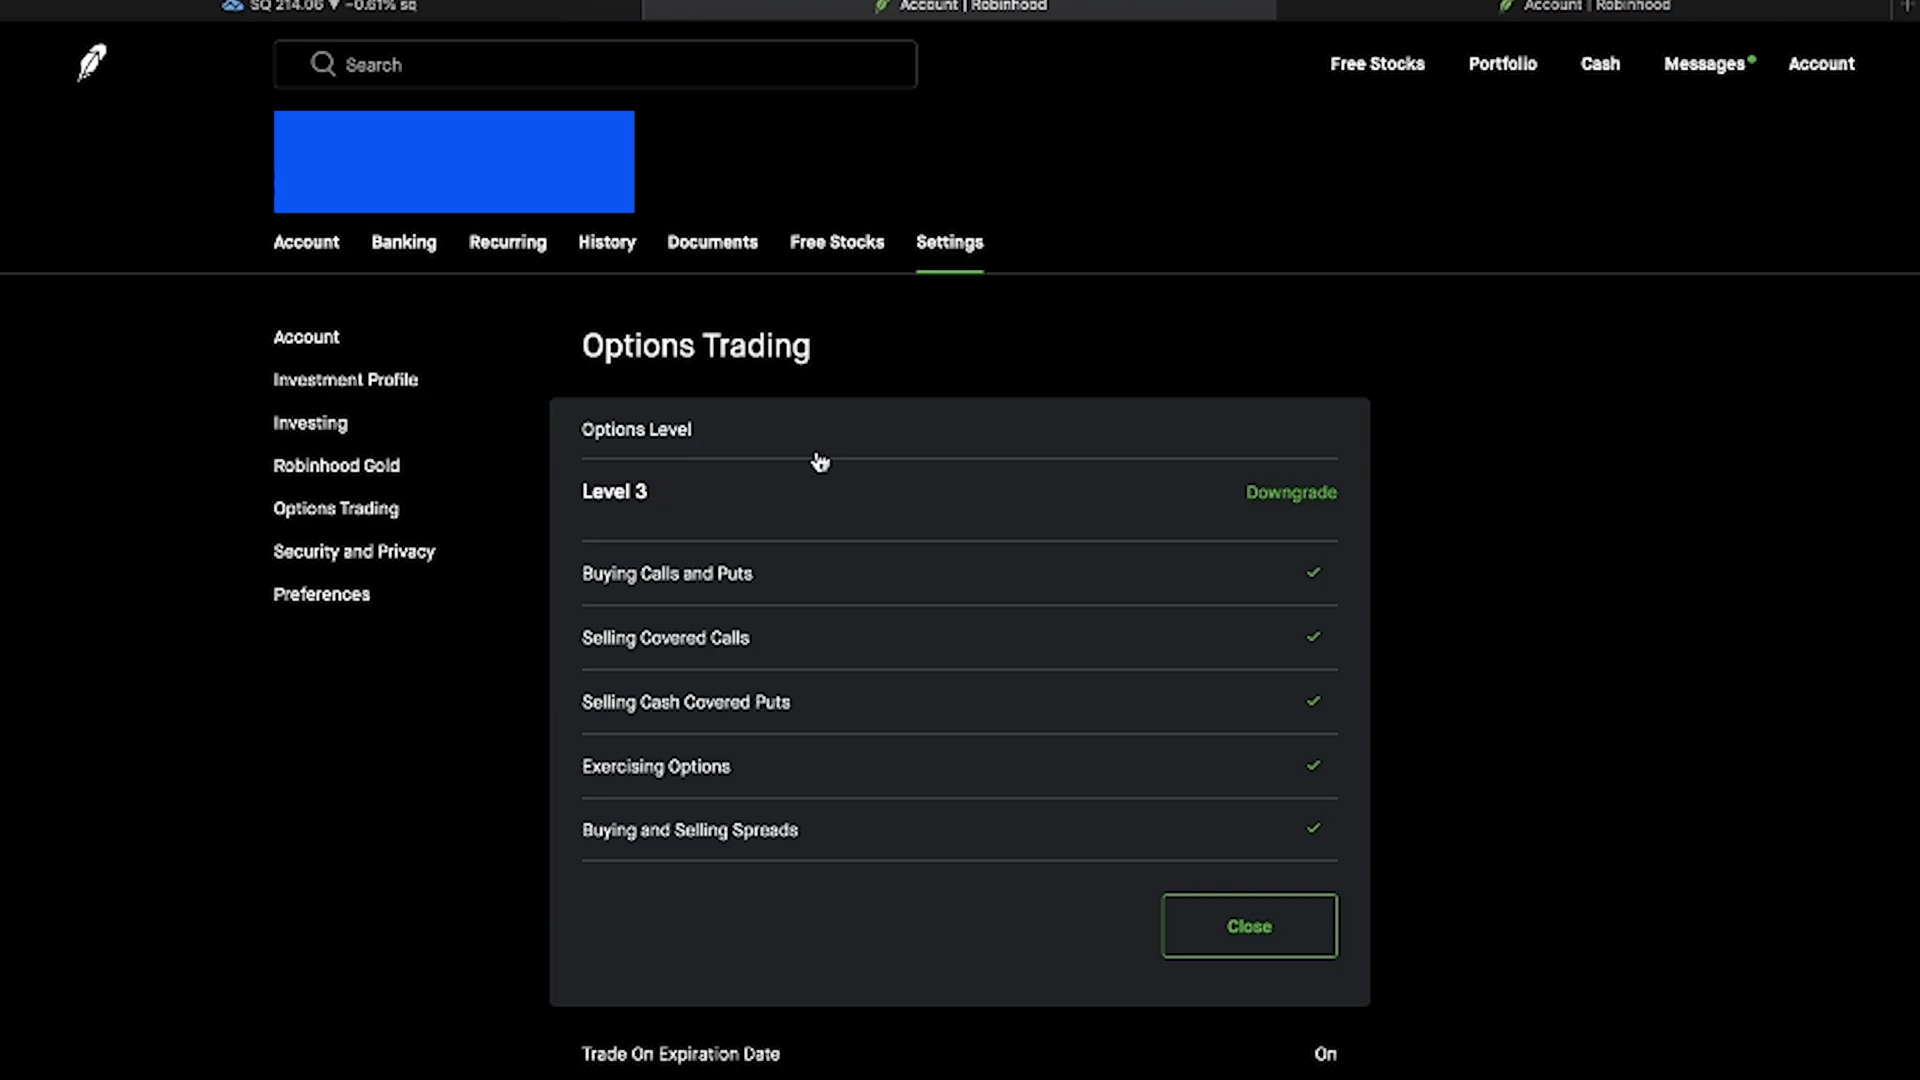 SQ 214.06 ▼ -0.61% sq
Account | Robinhood
Account | Robinhood
Search
Free Stocks
Portfolio
Cash
Messages
Account
Account
Banking
Recurring
History
Documents
Free Stocks
Settings
Account
Investment Profile
Investing
Robinhood Gold
Options Trading
Security and Privacy
Preferences
Options Trading
Options Level
Level 3
Downgrade
Buying Calls and Puts
Selling Covered Calls
Selling Cash Covered Puts
Exercising Options
Buying and Selling Spreads
Close
Trade On Expiration Date
On